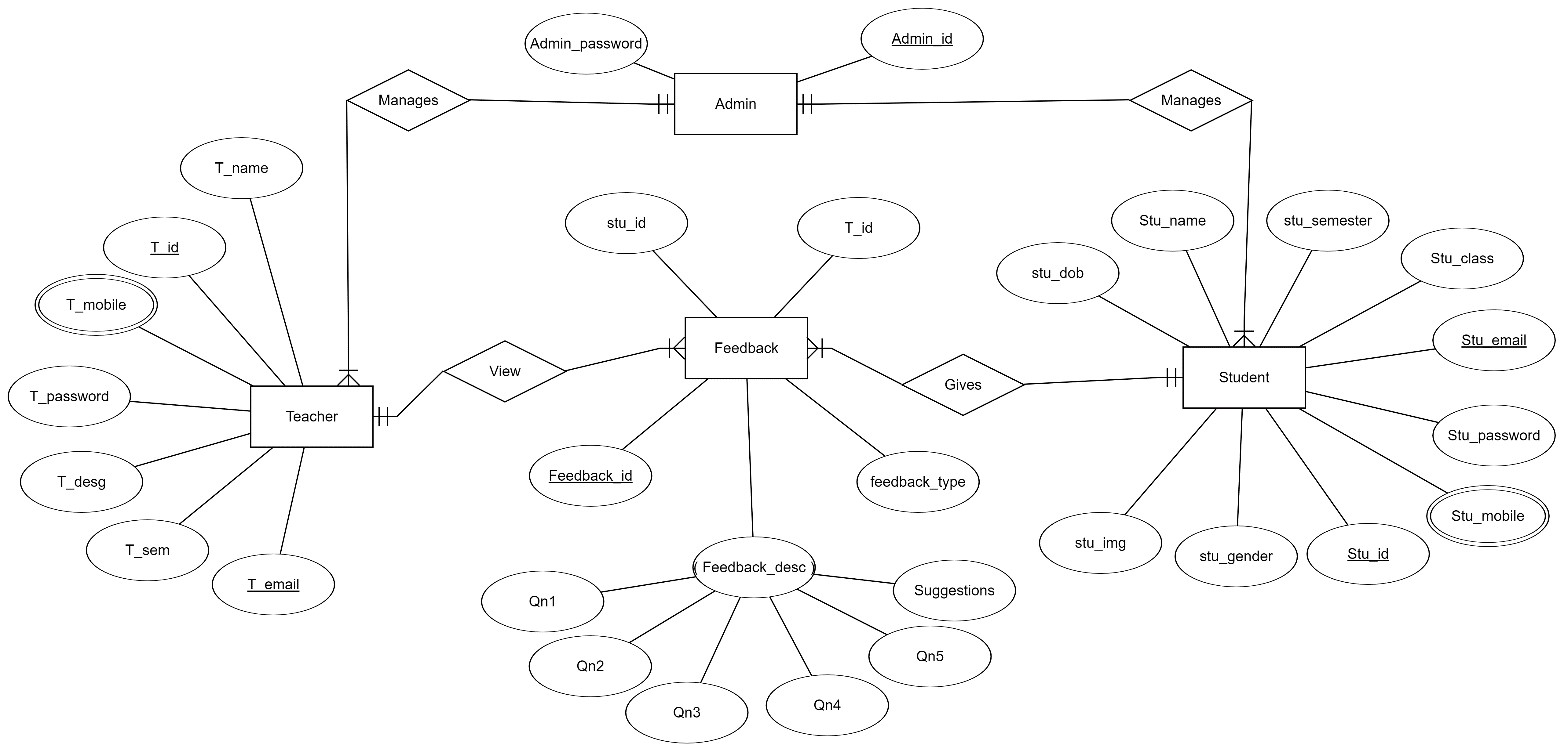 Admin_password
Admin_id
Manages
Admin
Manages
T_name
stu_id
T_id
Stu_name
stu_semester
T_id
Stu_class
stu_dob
T_mobile
Stu_email
Feedback
View
Gives
Student
T_password
Teacher
Stu_password
Feedback_id
feedback_type
T_desg
Stu_mobile
T_sem
stu_img
stu_gender
Stu_id
Feedback_desc
T_email
Suggestions
Qn1
Qn5
Qn2
Qn4
Qn3